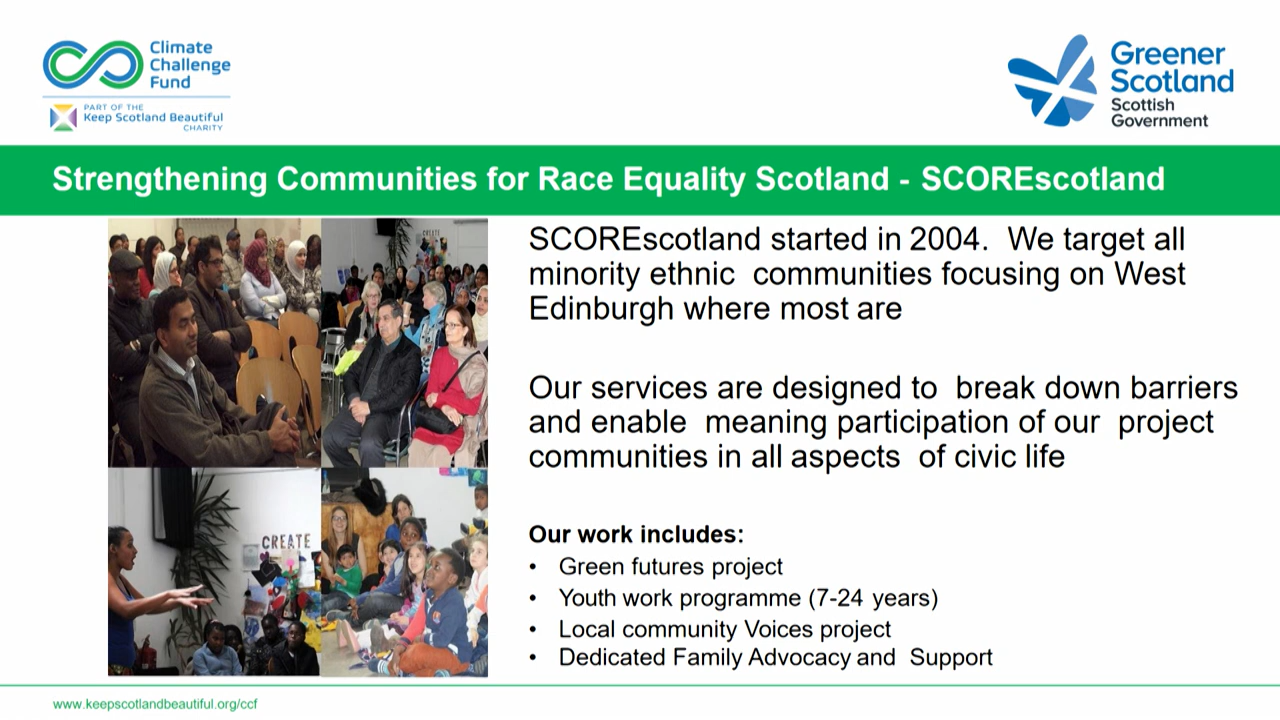 Climate
Challenge
Fund
PART OF THE
Keep Scotland Beautiful
CHARITY
Greener
Scotland
Scottish
Government
Strengthening Communities for Race Equality Scotland - SCOREscotland
SCOREscotland started in 2004.  We target all
minority ethnic  communities focusing on West
Edinburgh where most are
Our services are designed to  break down barriers
and enable  meaning participation of our  project
communities in all aspects  of civic life
CREATE
CREATE
Our work includes:
• Green futures project
• Youth work programme (7-24 years)
• Local community Voices project
• Dedicated Family Advocacy and  Support
www.keepscotlandbeautiful.org/ccf